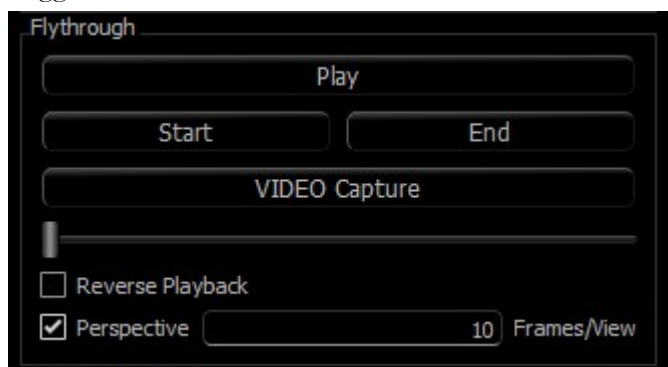 Flythrough
Play
Start End
VIDEO Capture
Reverse Playback
Perspective 10 Frames/View